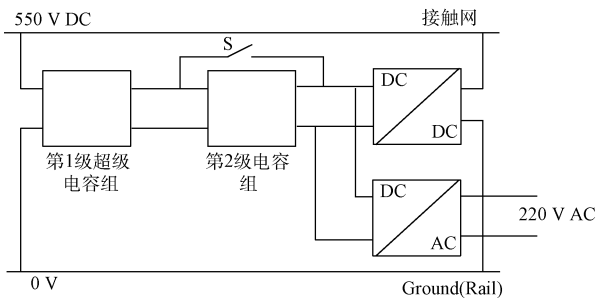 550 V DC
接触网
S
DC
DC
第1级超级
电容组
第2级电容
组
DC
AC
220 V AC
0 V
Ground(Rail)